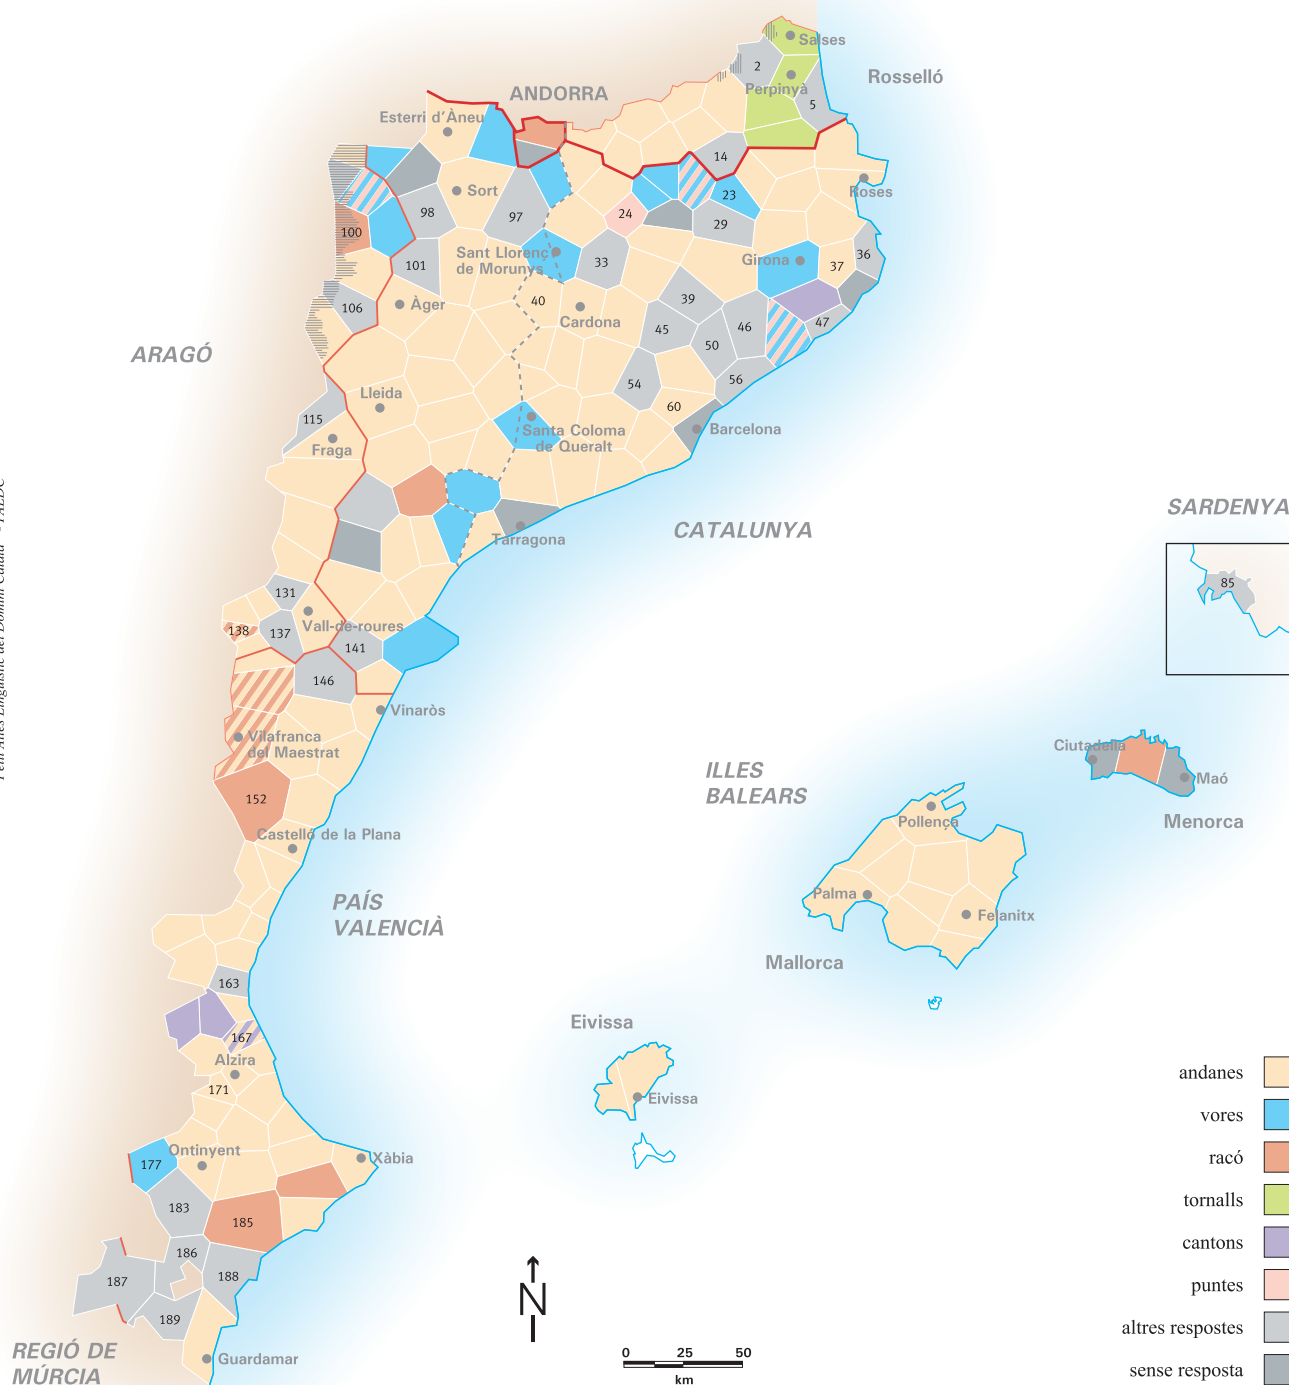 Salses
2
Rosselló
Perpinyà
ANDORRA
5
Esterri d'Àneu
14
Sort
Roses
23
98
97
24
29
100
Sant Llorenç
de Morunys
33
Girona
36
37
101
Àger
106
40
39
Cardona
45
46
47
50
ARAGÓ
54
56
Lleida
60
115
Santa Coloma
de Queralt
Barcelona
Fraga
SARDENYA
CATALUNYA
Tarragona
85
131
Vall-de-roures
138
137
141
146
Vinaròs
Vilafranca
del Maestrat
Ciutadella
ILLES
BALEARS
Maó
152
Pollença
Menorca
Castelló de la Plana
PAÍS
VALENCIÀ
Palma
Felanitx
Mallorca
163
Eivissa
167
Alzira
171
Eivissa
andanes
vores
racó
tornalls
cantons
puntes
altres respostes
sense resposta
Ontinyent
177
Xàbia
183
185
186
187
188
189
N
REGIÓ DE
MÚRCIA
Guardamar
0 25 50
km